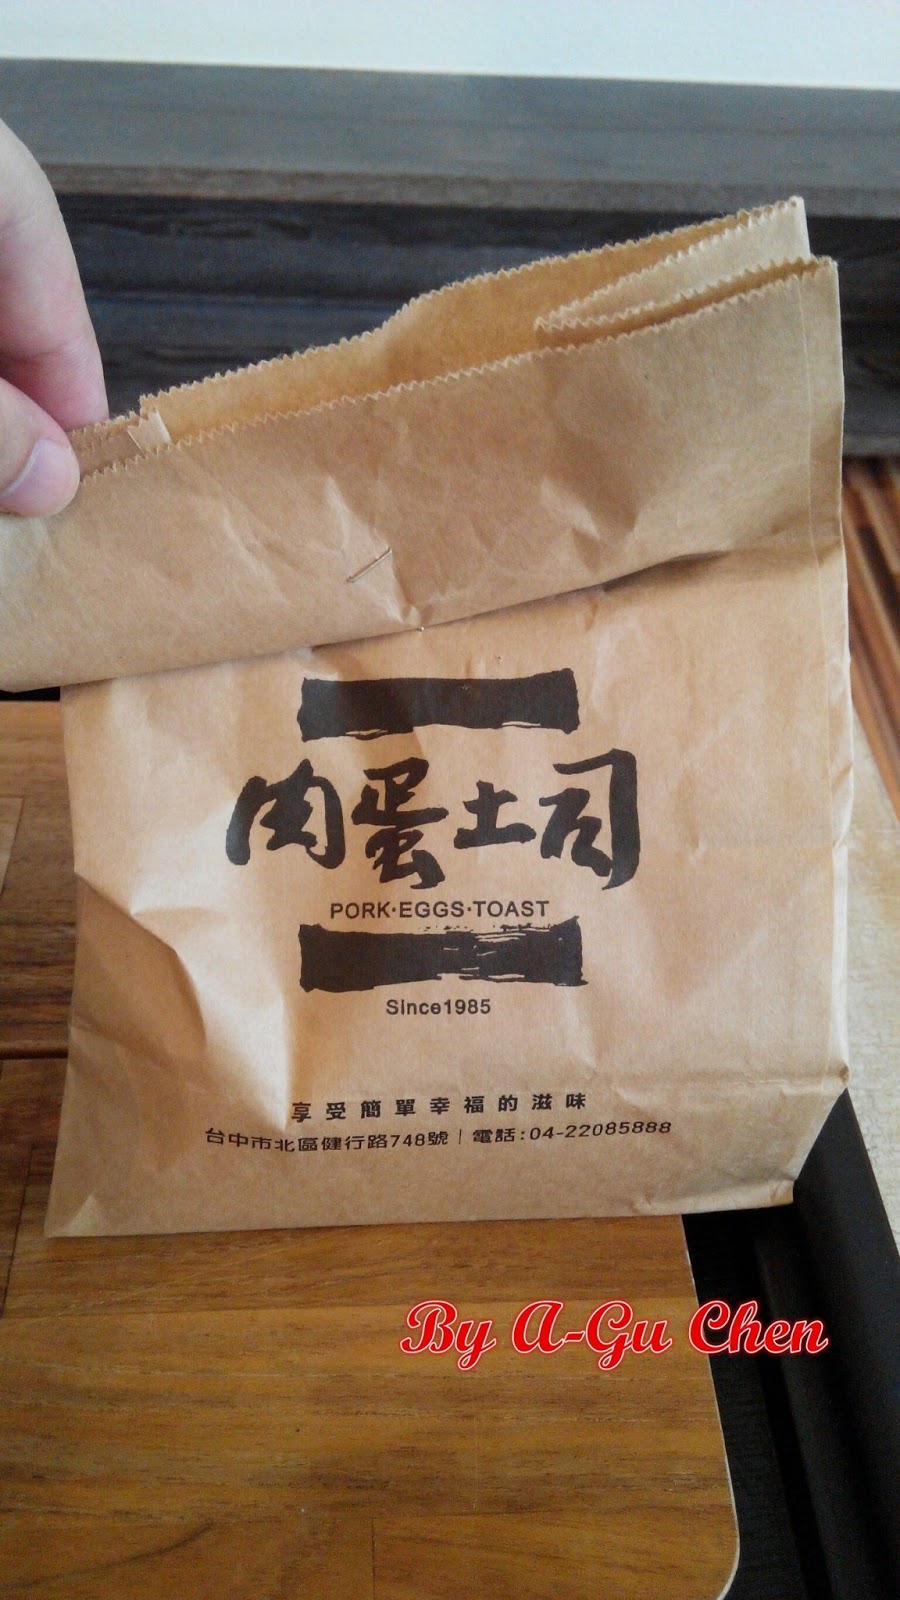 肉蛋土司
PORK·EGGS·TOAST
Since1985
享受簡單幸福的滋味
台中市北區健行路748號｜電話:04-22085888
By A-Gu Chen